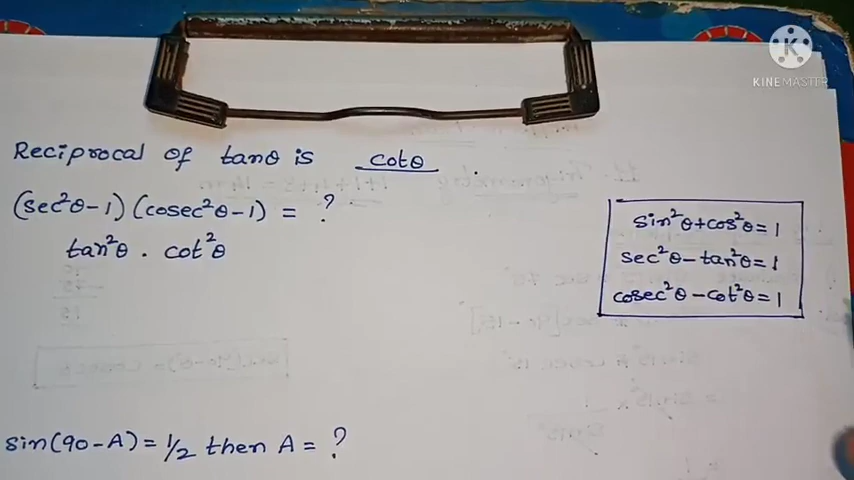 KINEMASTER
Reciprocal of tanθ is cotθ.
(sec²θ-1)(cosec²θ-1) = ?
tan²θ . cot²θ
sin²θ+cos²θ=1
sec²θ-tan²θ=1
cosec²θ-cot²θ=1
sin(90-A)=1/2 then A = ?